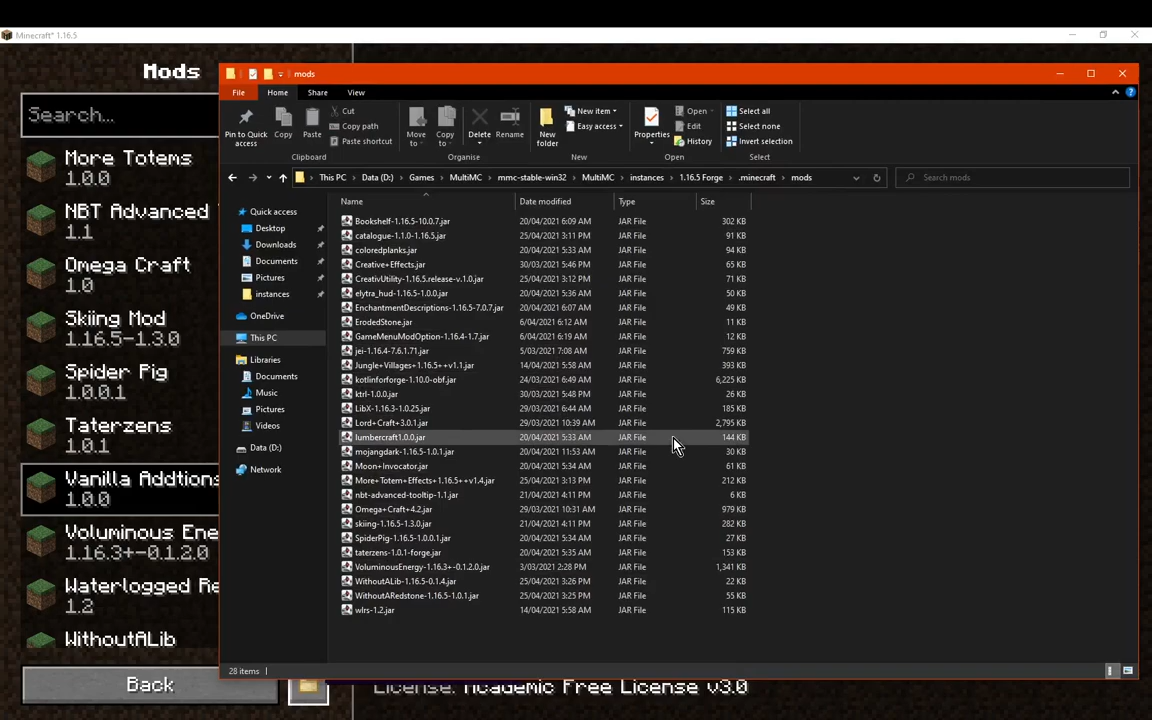 Minecraft* 1.16.5
Mods
Search...
More Totems
1.0.0
NBT Advanced
1.1
Omega Craft
1.0
Skiing Mod
1.16.5-1.3.0
Spider Pig
1.0.0.1
Taterzens
1.0.1
Vanilla Addtions
1.0.0
Voluminous Ene
1.16.3+-0.1.2.0
Waterlogged Re
1.2
WithoutALib
Back
License: Academic Free License v3.0
mods
File Home Share View
Pin to Quick access
Copy
Paste
Cut
Copy path
Paste shortcut
Clipboard
Move to
Copy to
Delete
Rename
Organise
New folder
New item
Easy access
New
Properties
Open
Edit
History
Open
Select all
Select none
Invert selection
Select
This PC > Data (D:) > Games > MultiMC > mmc-stable-win32 > MultiMC > instances > 1.16.5 Forge > .minecraft > mods
Search mods
Quick access
Desktop
Downloads
Documents
Pictures
instances
OneDrive
This PC
Libraries
Documents
Music
Pictures
Videos
Data (D:)
Network
Name Date modified Type Size
Bookshelf-1.16.5-10.0.7.jar 20/04/2021 6:09 AM JAR File 302 KB
catalogue-1.1.0-1.16.5.jar 25/04/2021 3:11 PM JAR File 91 KB
coloredplanks.jar 20/04/2021 5:33 AM JAR File 94 KB
Creative+Effects.jar 30/03/2021 5:46 PM JAR File 65 KB
CreativUtility-1.16.5.release-v.1.0.jar 25/04/2021 3:12 PM JAR File 71 KB
elytra_hud-1.16.5-1.0.0.jar 20/04/2021 5:36 AM JAR File 50 KB
EnchantmentDescriptions-1.16.5-7.0.7.jar 20/04/2021 6:07 AM JAR File 49 KB
ErodedStone.jar 6/04/2021 6:12 AM JAR File 11 KB
GameMenuModOption-1.16.4-1.7.jar 6/04/2021 6:19 AM JAR File 12 KB
jei-1.16.4-7.6.1.71.jar 5/03/2021 7:08 AM JAR File 759 KB
Jungle+Villages+1.16.5++v1.1.jar 14/04/2021 5:58 AM JAR File 393 KB
kotlinforforge-1.10.0-obf.jar 24/03/2021 6:49 AM JAR File 6,225 KB
ktrl-1.0.0.jar 30/03/2021 5:48 PM JAR File 26 KB
LibX-1.16.3-1.0.25.jar 29/03/2021 6:44 AM JAR File 185 KB
Lord+Craft+3.0.1.jar 29/03/2021 10:39 AM JAR File 2,795 KB
lumbercraft1.0.0.jar 20/04/2021 5:33 AM JAR File 144 KB
mojangdark-1.16.5-1.0.1.jar 20/04/2021 11:53 AM JAR File 30 KB
Moon+Invocator.jar 20/04/2021 5:34 AM JAR File 61 KB
More+Totem+Effects+1.16.5++v1.4.jar 25/04/2021 3:13 PM JAR File 212 KB
nbt-advanced-tooltip-1.1.jar 21/04/2021 4:11 PM JAR File 6 KB
Omega+Craft+4.2.jar 29/03/2021 10:31 AM JAR File 979 KB
skiing-1.16.5-1.3.0.jar 21/04/2021 4:11 PM JAR File 282 KB
SpiderPig-1.16.5-1.0.0.1.jar 20/04/2021 5:34 AM JAR File 27 KB
taterzens-1.0.1-forge.jar 20/04/2021 5:35 AM JAR File 153 KB
VoluminousEnergy-1.16.3+-0.1.2.0.jar 3/03/2021 2:28 PM JAR File 1,341 KB
WithoutALib-1.16.5-0.1.4.jar 25/04/2021 3:26 PM JAR File 22 KB
WithoutARedstone-1.16.5-1.0.1.jar 25/04/2021 3:25 PM JAR File 55 KB
wlrs-1.2.jar 14/04/2021 5:58 AM JAR File 115 KB
28 items